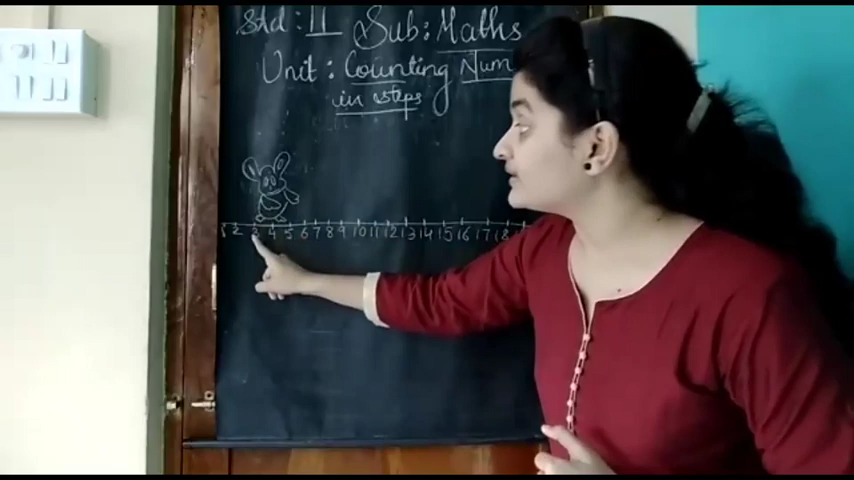 Std : II Sub: Maths
Unit : Counting Num
in steps
1 2 3 4 5 6 7 8 9 10 11 12 13 14 15 16 17 18